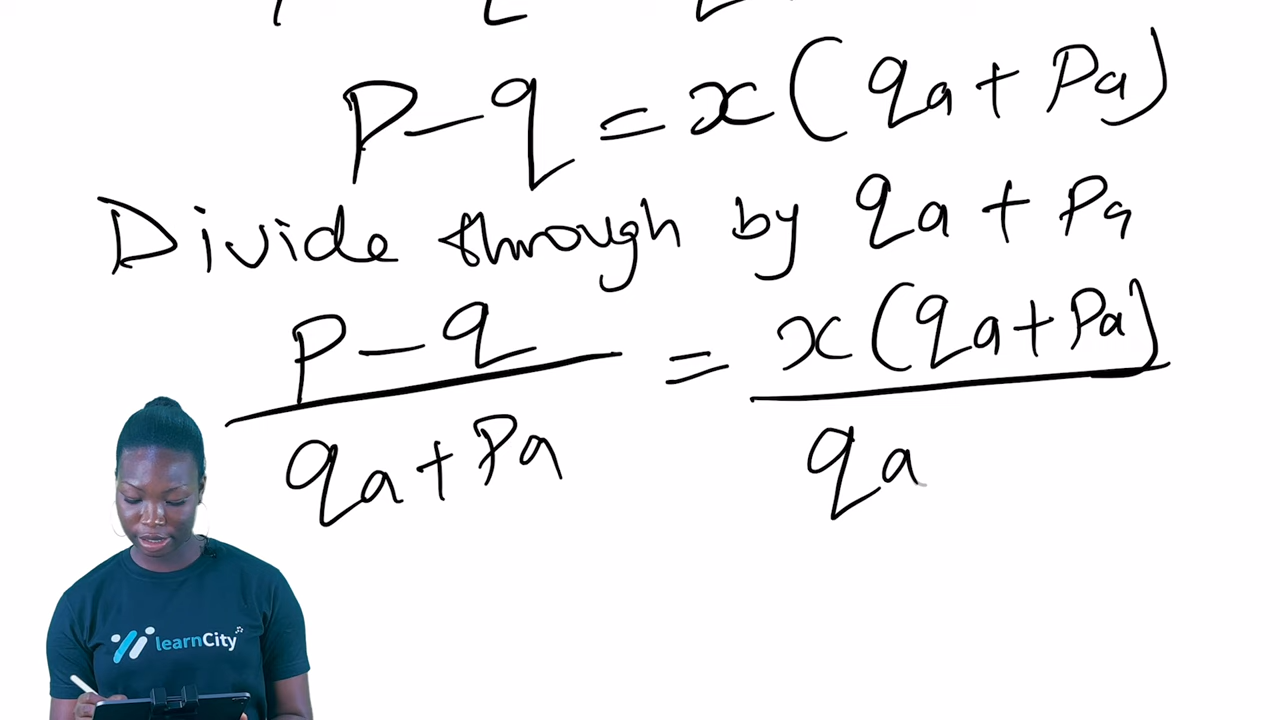 P - q = x(qa + Pa)
Divide through by qa + Pa
P - q / qa + Pa = x(qa + Pa) / qa
learnCity